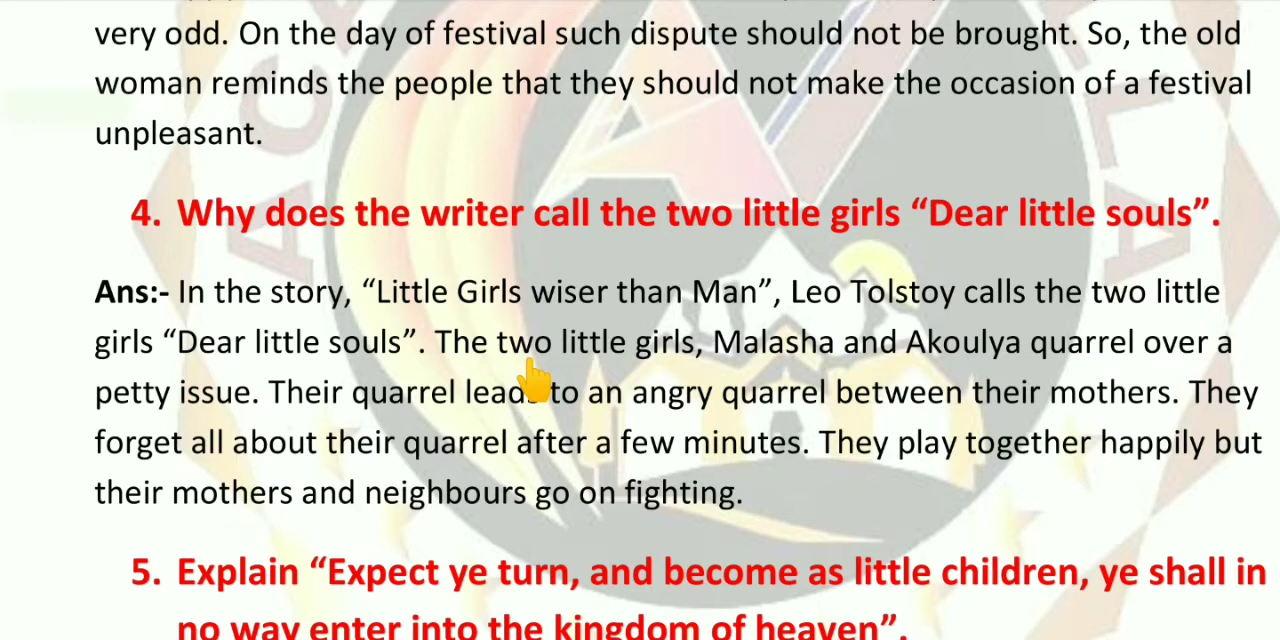 very odd. On the day of festival such dispute should not be brought. So, the old
woman reminds the people that they should not make the occasion of a festival
unpleasant.
4. Why does the writer call the two little girls “Dear little souls”.
Ans:- In the story, “Little Girls wiser than Man”, Leo Tolstoy calls the two little
girls “Dear little souls”. The two little girls, Malasha and Akoulya quarrel over a
petty issue. Their quarrel leads to an angry quarrel between their mothers. They
forget all about their quarrel after a few minutes. They play together happily but
their mothers and neighbours go on fighting.
5. Explain “Expect ye turn, and become as little children, ye shall in
no way enter into the kingdom of heaven”.